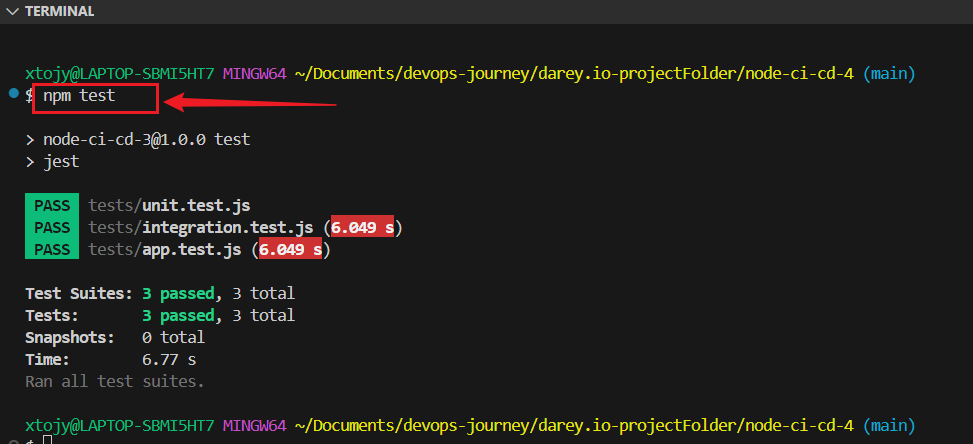 TERMINAL
xtojy@LAPTOP-SBMI5HT7 MINGW64 ~/Documents/devops-journey/darey.io-projectFolder/node-ci-cd-4 (main)
$ npm test
> node-ci-cd-3@1.0.0 test
> jest
PASS tests/unit.test.js
PASS tests/integration.test.js (6.049 s)
PASS tests/app.test.js (6.049 s)
Test Suites: 3 passed, 3 total
Tests: 3 passed, 3 total
Snapshots: 0 total
Time: 6.77 s
Ran all test suites.
xtojy@LAPTOP-SBMI5HT7 MINGW64 ~/Documents/devops-journey/darey.io-projectFolder/node-ci-cd-4 (main)
$